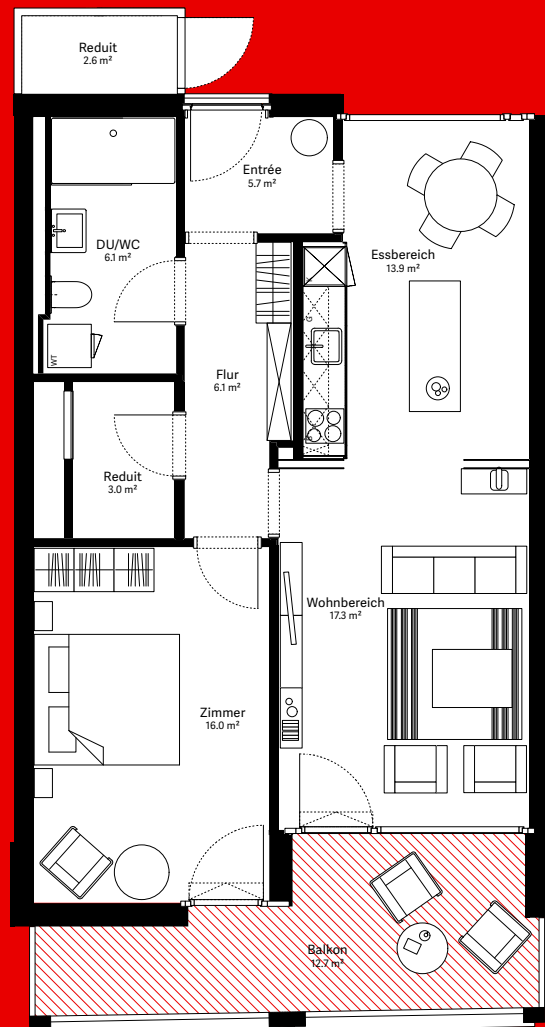 Reduit
2.6 m²
Entrée
5.7 m²
DU/WC
6.1 m²
Essbereich
13.9 m²
WT
G
Flur
6.1 m²
Reduit
3.0 m²
Wohnbereich
17.3 m²
Zimmer
16.0 m²
Balkon
12.7 m²